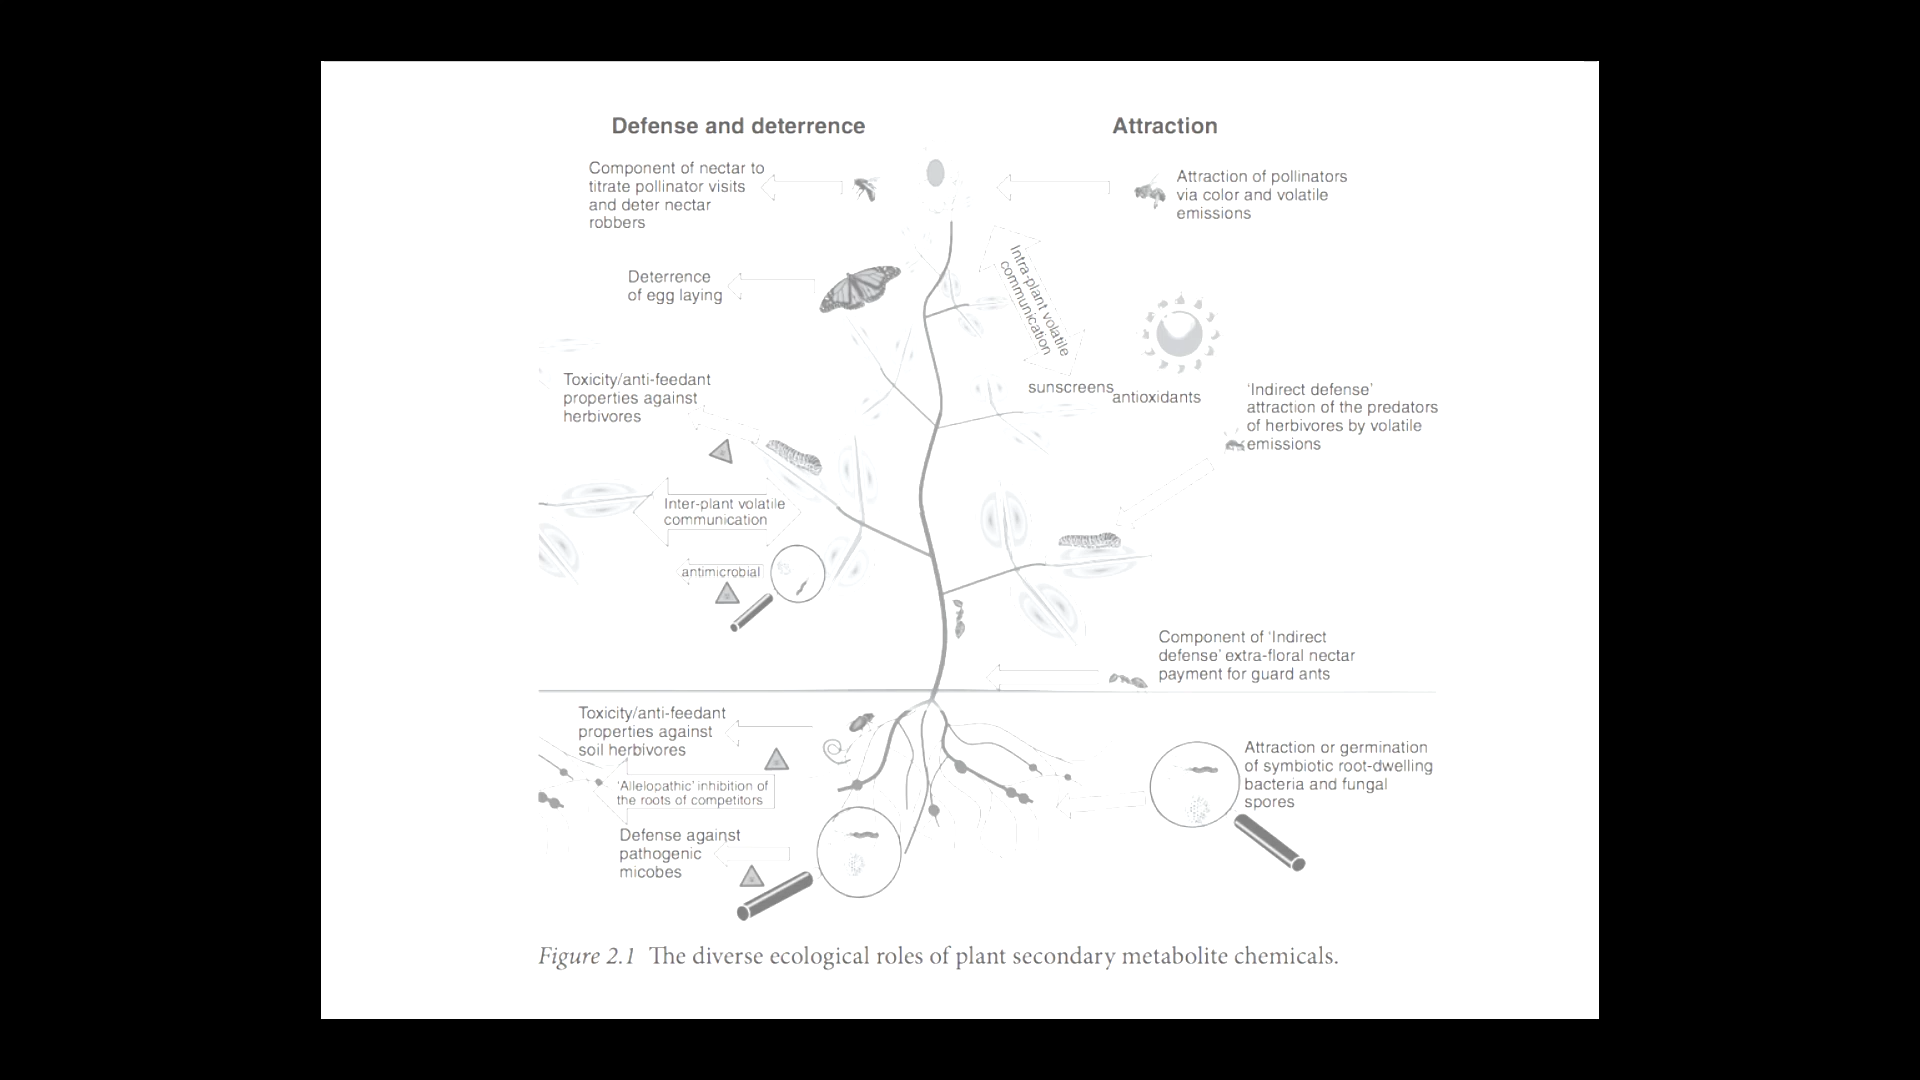 Defense and deterrence
Attraction
Component of nectar to
titrate pollinator visits
and deter nectar
robbers
Attraction of pollinators
via color and volatile
emissions
Deterrence
of egg laying
Intra-plant volatile
communication
Toxicity/anti-feedant
properties against
herbivores
sunscreens
antioxidants
'Indirect defense'
attraction of the predators
of herbivores by volatile
emissions
Inter-plant volatile
communication
antimicrobial
Component of 'Indirect
defense' extra-floral nectar
payment for guard ants
Toxicity/anti-feedant
properties against
soil herbivores
'Allelopathic' inhibition of
the roots of competitors
Attraction or germination
of symbiotic root-dwelling
bacteria and fungal
spores
Defense against
pathogenic
micobes
Figure 2.1 The diverse ecological roles of plant secondary metabolite chemicals.